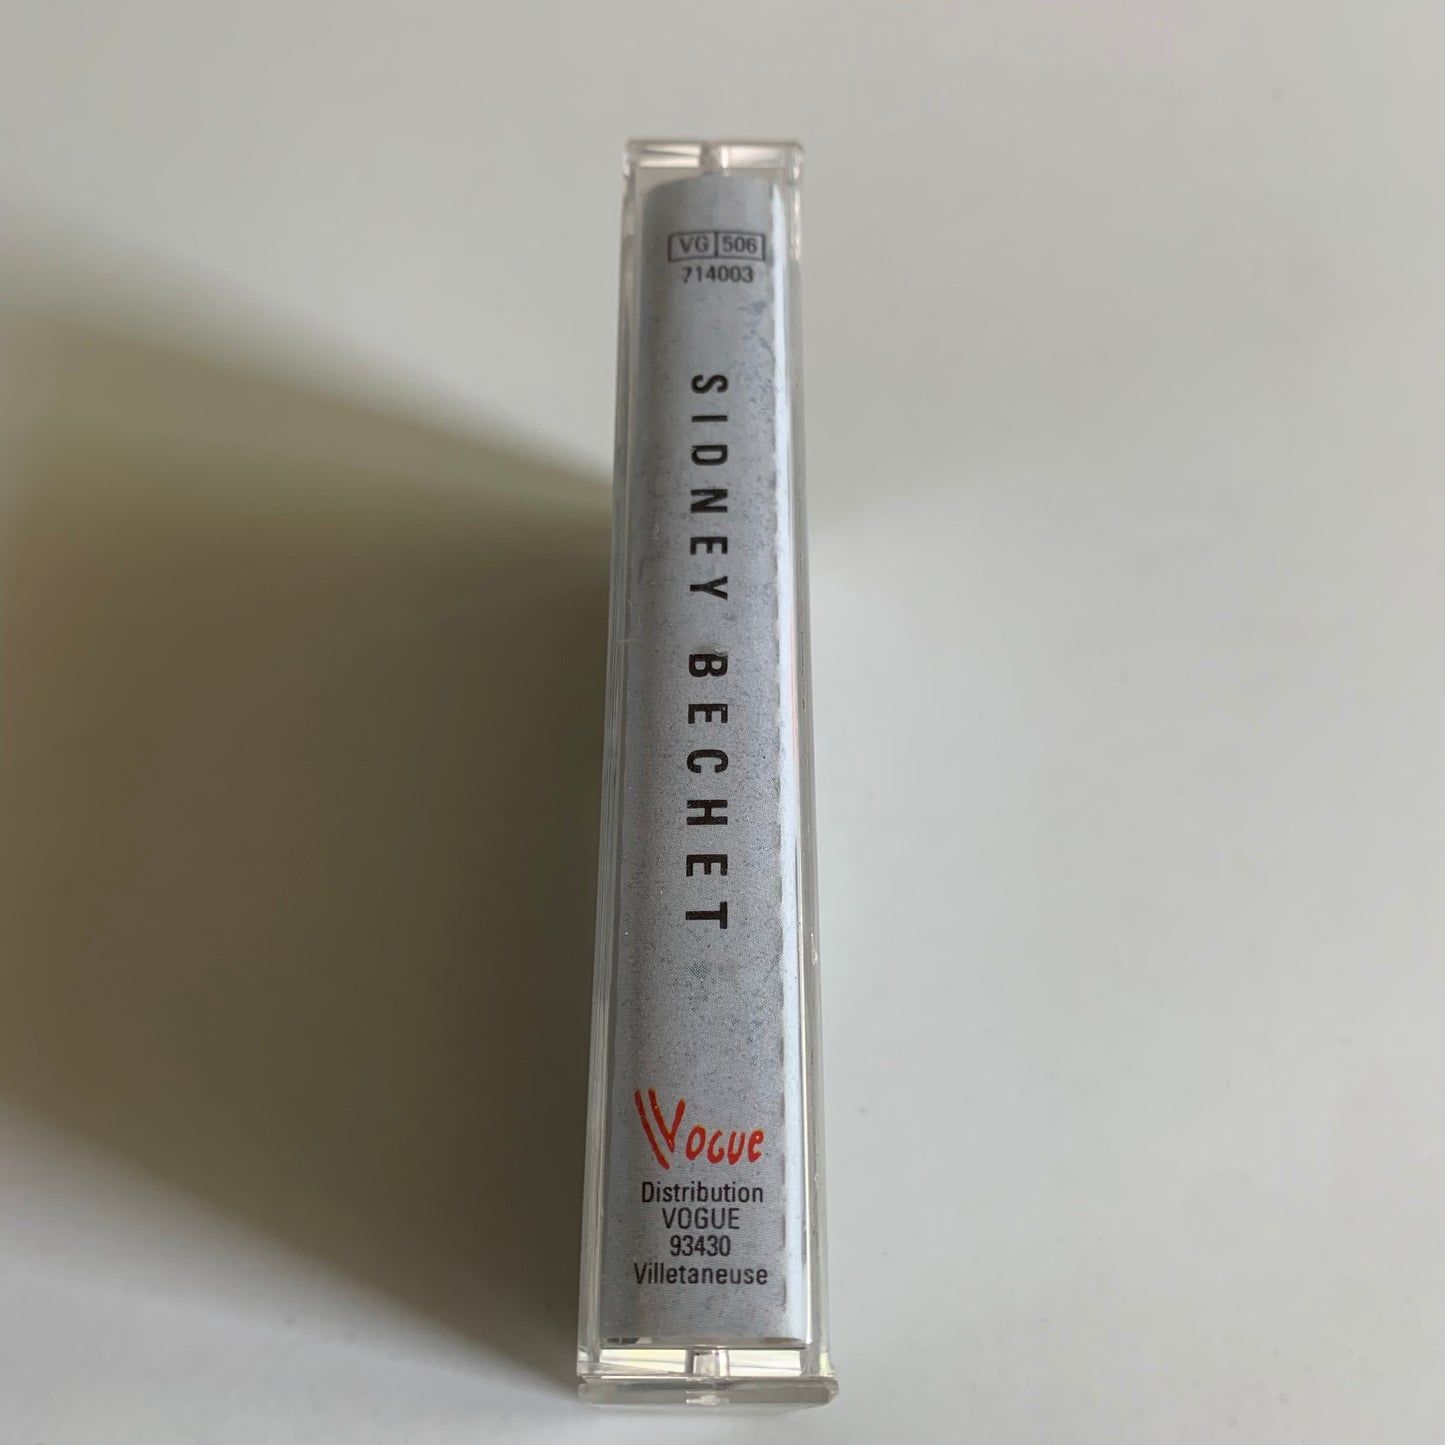 VG 506
714003
SIDNEY BECHET
Vogue
Distribution
VOGUE
93430
Villetaneuse